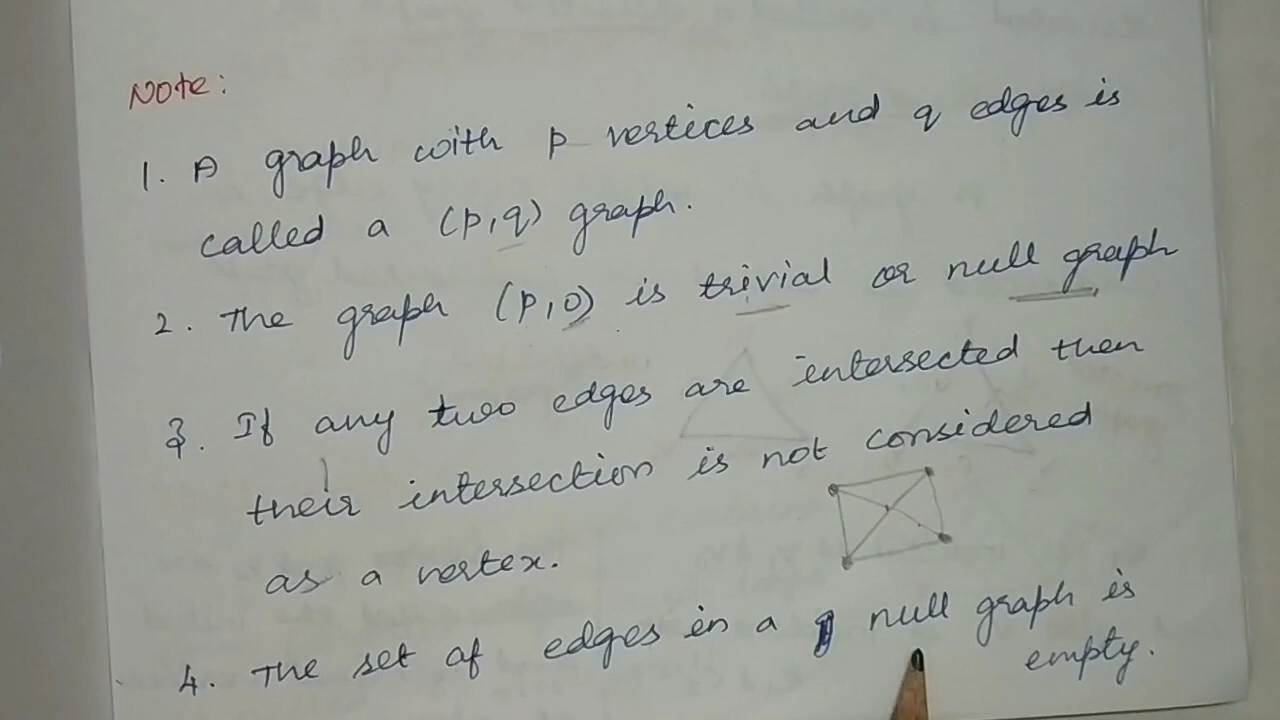 Note:
1. A graph with p vertices and q edges is
called a (p,q) graph.
2. The graph (p,0) is trivial or null graph
3. If any two edges are intersected then
their intersection is not considered
as a vertex.
4. The set of edges in a null graph is
empty.